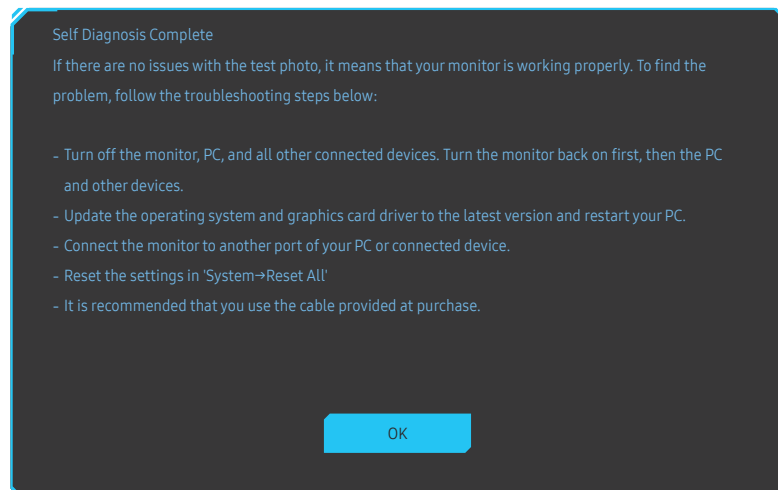 Self Diagnosis Complete
If there are no issues with the test photo, it means that your monitor is working properly. To find the
problem, follow the troubleshooting steps below:
- Turn off the monitor, PC, and all other connected devices. Turn the monitor back on first, then the PC
and other devices.
- Update the operating system and graphics card driver to the latest version and restart your PC.
- Connect the monitor to another port of your PC or connected device.
- Reset the settings in 'System→Reset All'
- It is recommended that you use the cable provided at purchase.
OK